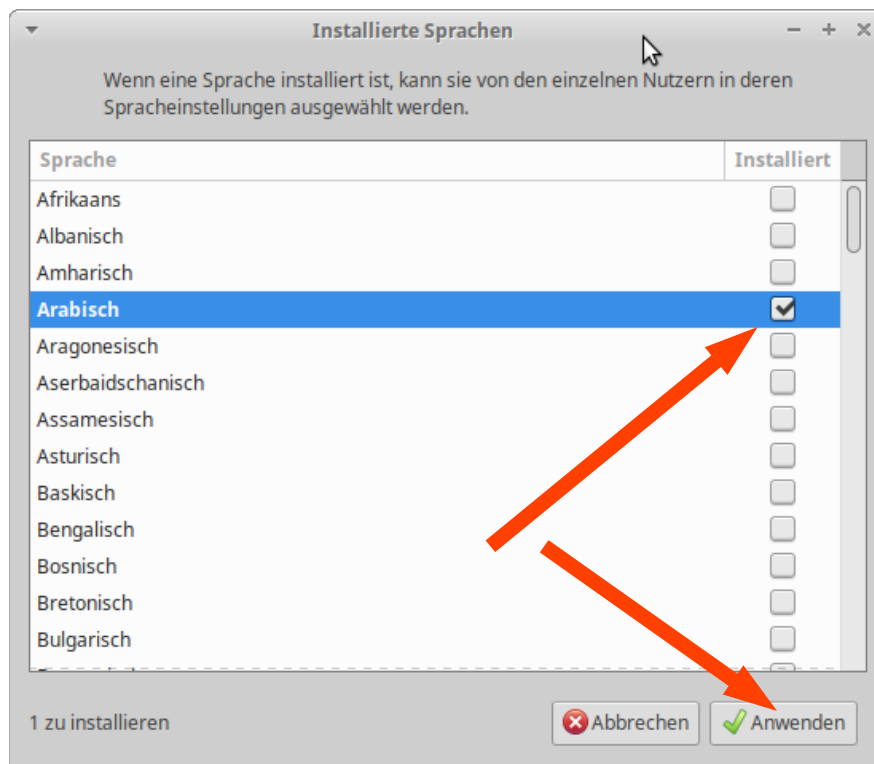 Installierte Sprachen
Wenn eine Sprache installiert ist, kann sie von den einzelnen Nutzern in deren
Spracheinstellungen ausgewählt werden.
Sprache Installiert
Afrikaans
Albanisch
Amharisch
Arabisch
Aragonesisch
Aserbaidschanisch
Assamesisch
Asturisch
Baskisch
Bengalisch
Bosnisch
Bretonisch
Bulgarisch
1 zu installieren Abbrechen Anwenden